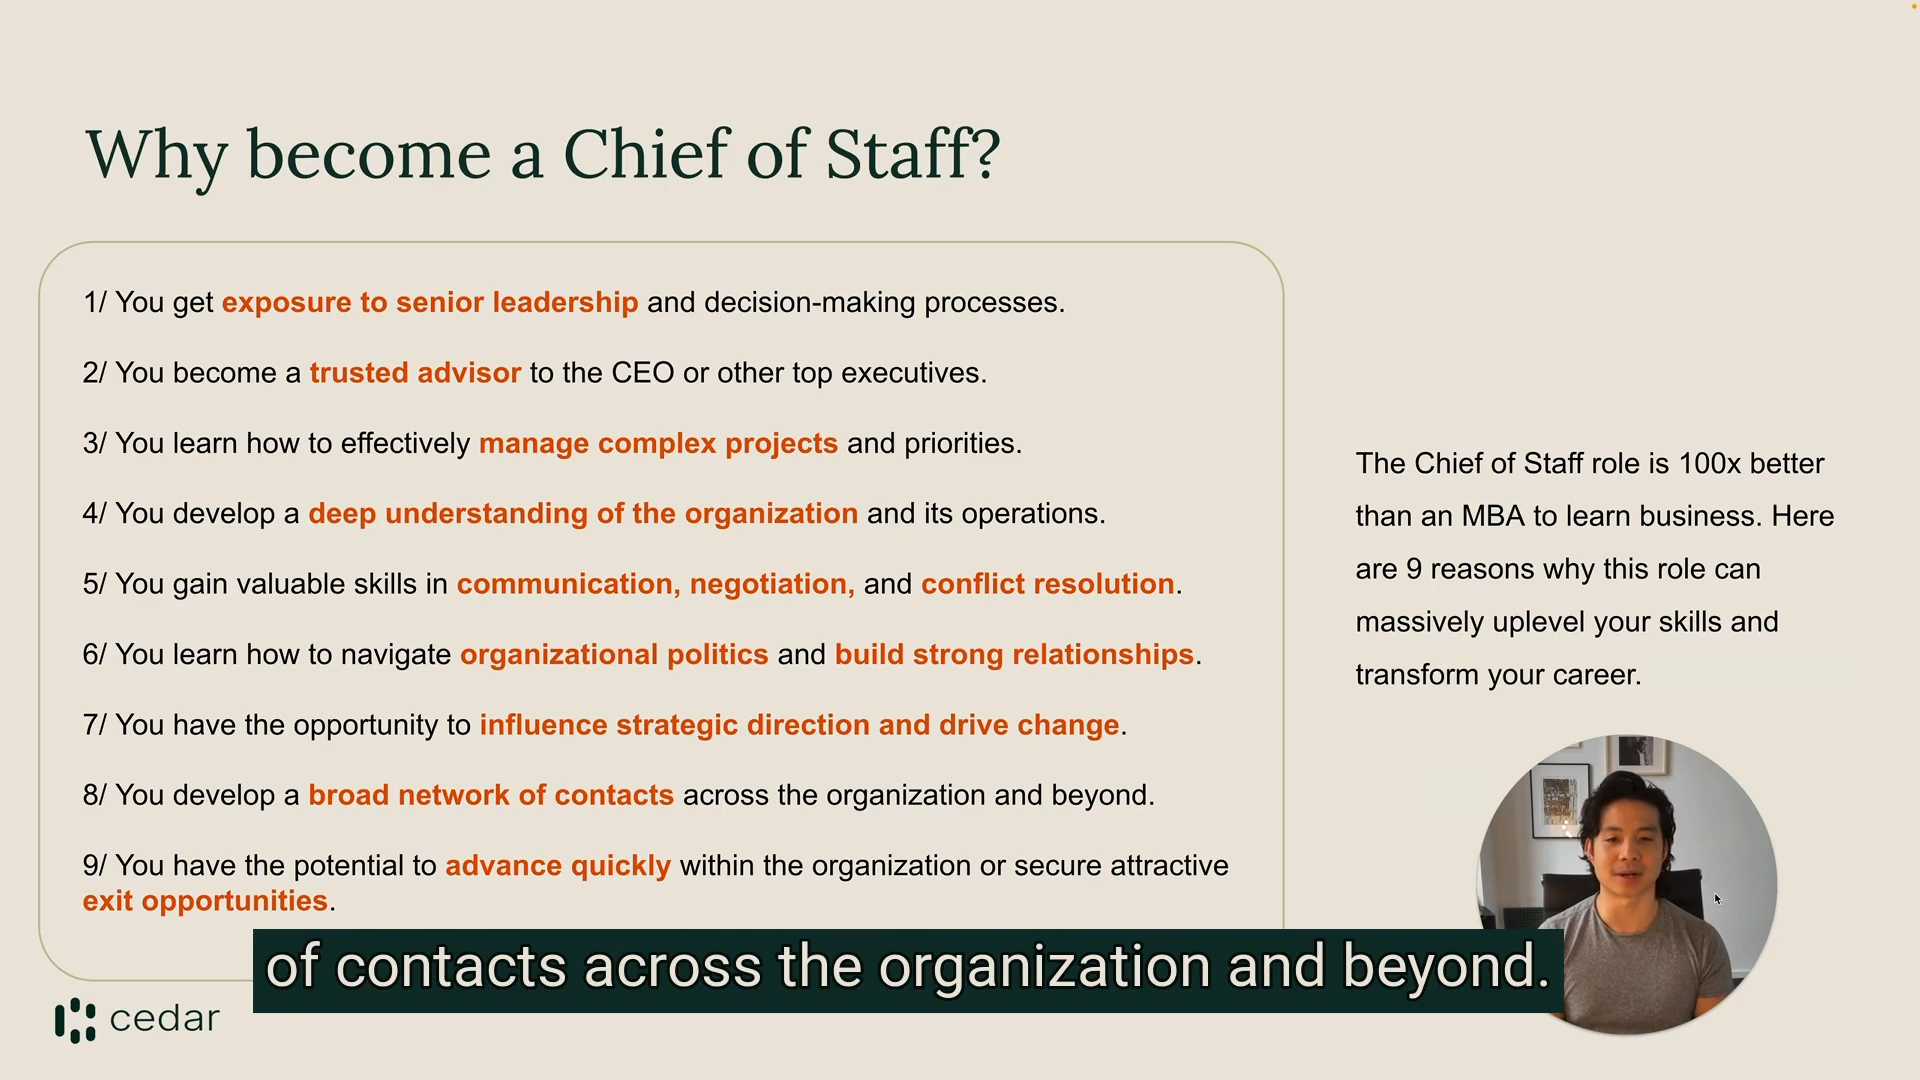 Why become a Chief of Staff?
1/ You get exposure to senior leadership and decision-making processes.
2/ You become a trusted advisor to the CEO or other top executives.
3/ You learn how to effectively manage complex projects and priorities.
4/ You develop a deep understanding of the organization and its operations.
5/ You gain valuable skills in communication, negotiation, and conflict resolution.
6/ You learn how to navigate organizational politics and build strong relationships.
7/ You have the opportunity to influence strategic direction and drive change.
8/ You develop a broad network of contacts across the organization and beyond.
9/ You have the potential to advance quickly within the organization or secure attractive
exit opportunities.
The Chief of Staff role is 100x better
than an MBA to learn business. Here
are 9 reasons why this role can
massively uplevel your skills and
transform your career.
of contacts across the organization and beyond.
cedar